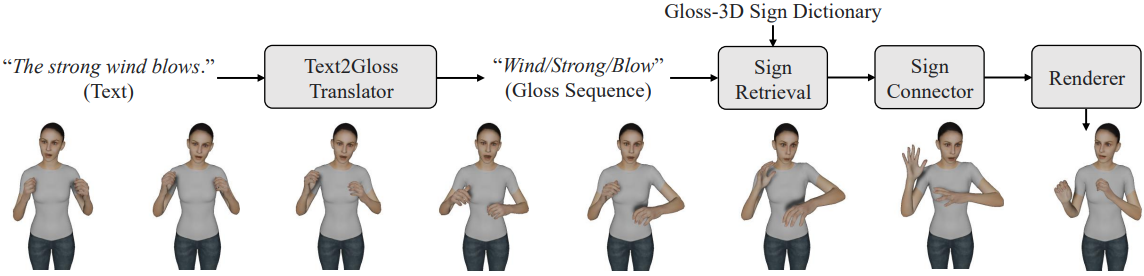 Gloss-3D Sign Dictionary
“The strong wind blows.”
(Text)
Text2Gloss
Translator
“Wind/Strong/Blow”
(Gloss Sequence)
Sign
Retrieval
Sign
Connector
Renderer